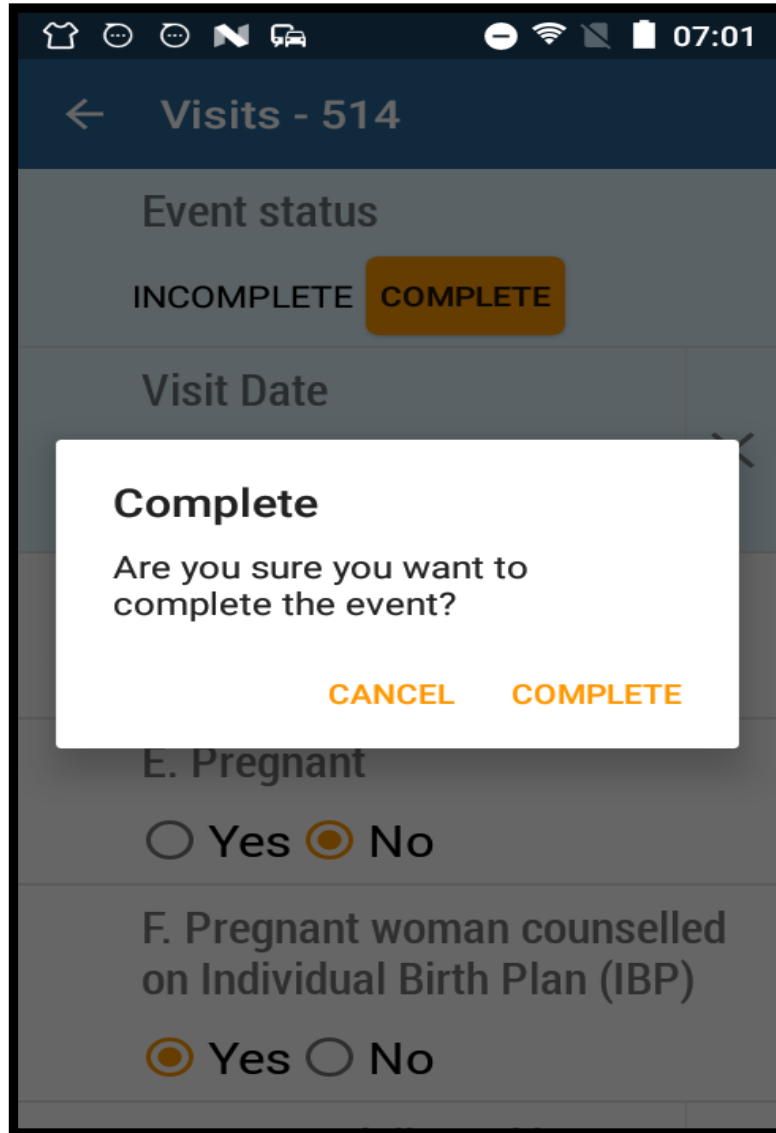 07:01
Visits - 514
Event status
INCOMPLETE COMPLETE
Visit Date
Complete
Are you sure you want to
complete the event?
CANCEL COMPLETE
E. Pregnant
Yes No
F. Pregnant woman counselled
on Individual Birth Plan (IBP)
Yes No